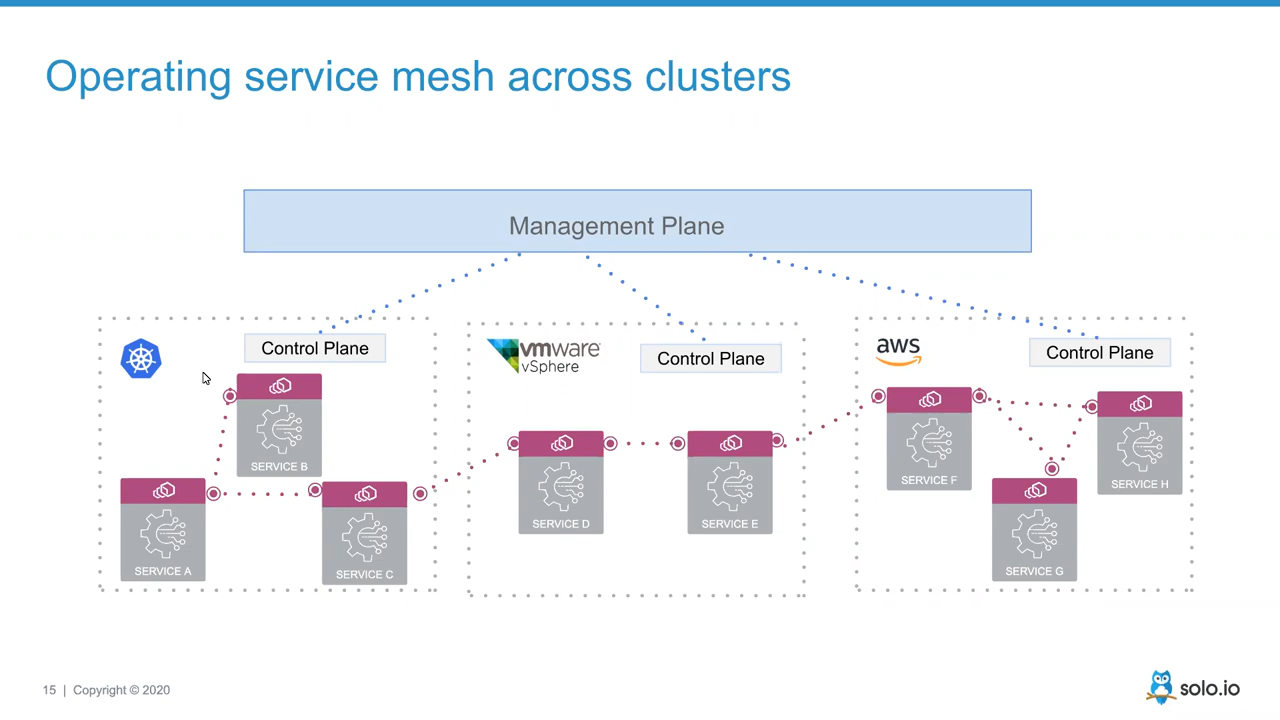 Operating service mesh across clusters
Management Plane
Control Plane
vmware
vSphere
Control Plane
aws
Control Plane
SERVICE B
SERVICE A
SERVICE C
SERVICE D
SERVICE E
SERVICE F
SERVICE H
SERVICE G
15 | Copyright © 2020
solo.io